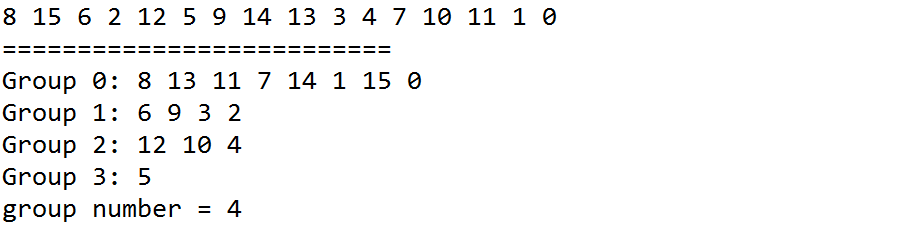 8 15 6 2 12 5 9 14 13 3 4 7 10 11 1 0
==========================
Group 0: 8 13 11 7 14 1 15 0
Group 1: 6 9 3 2
Group 2: 12 10 4
Group 3: 5
group number = 4